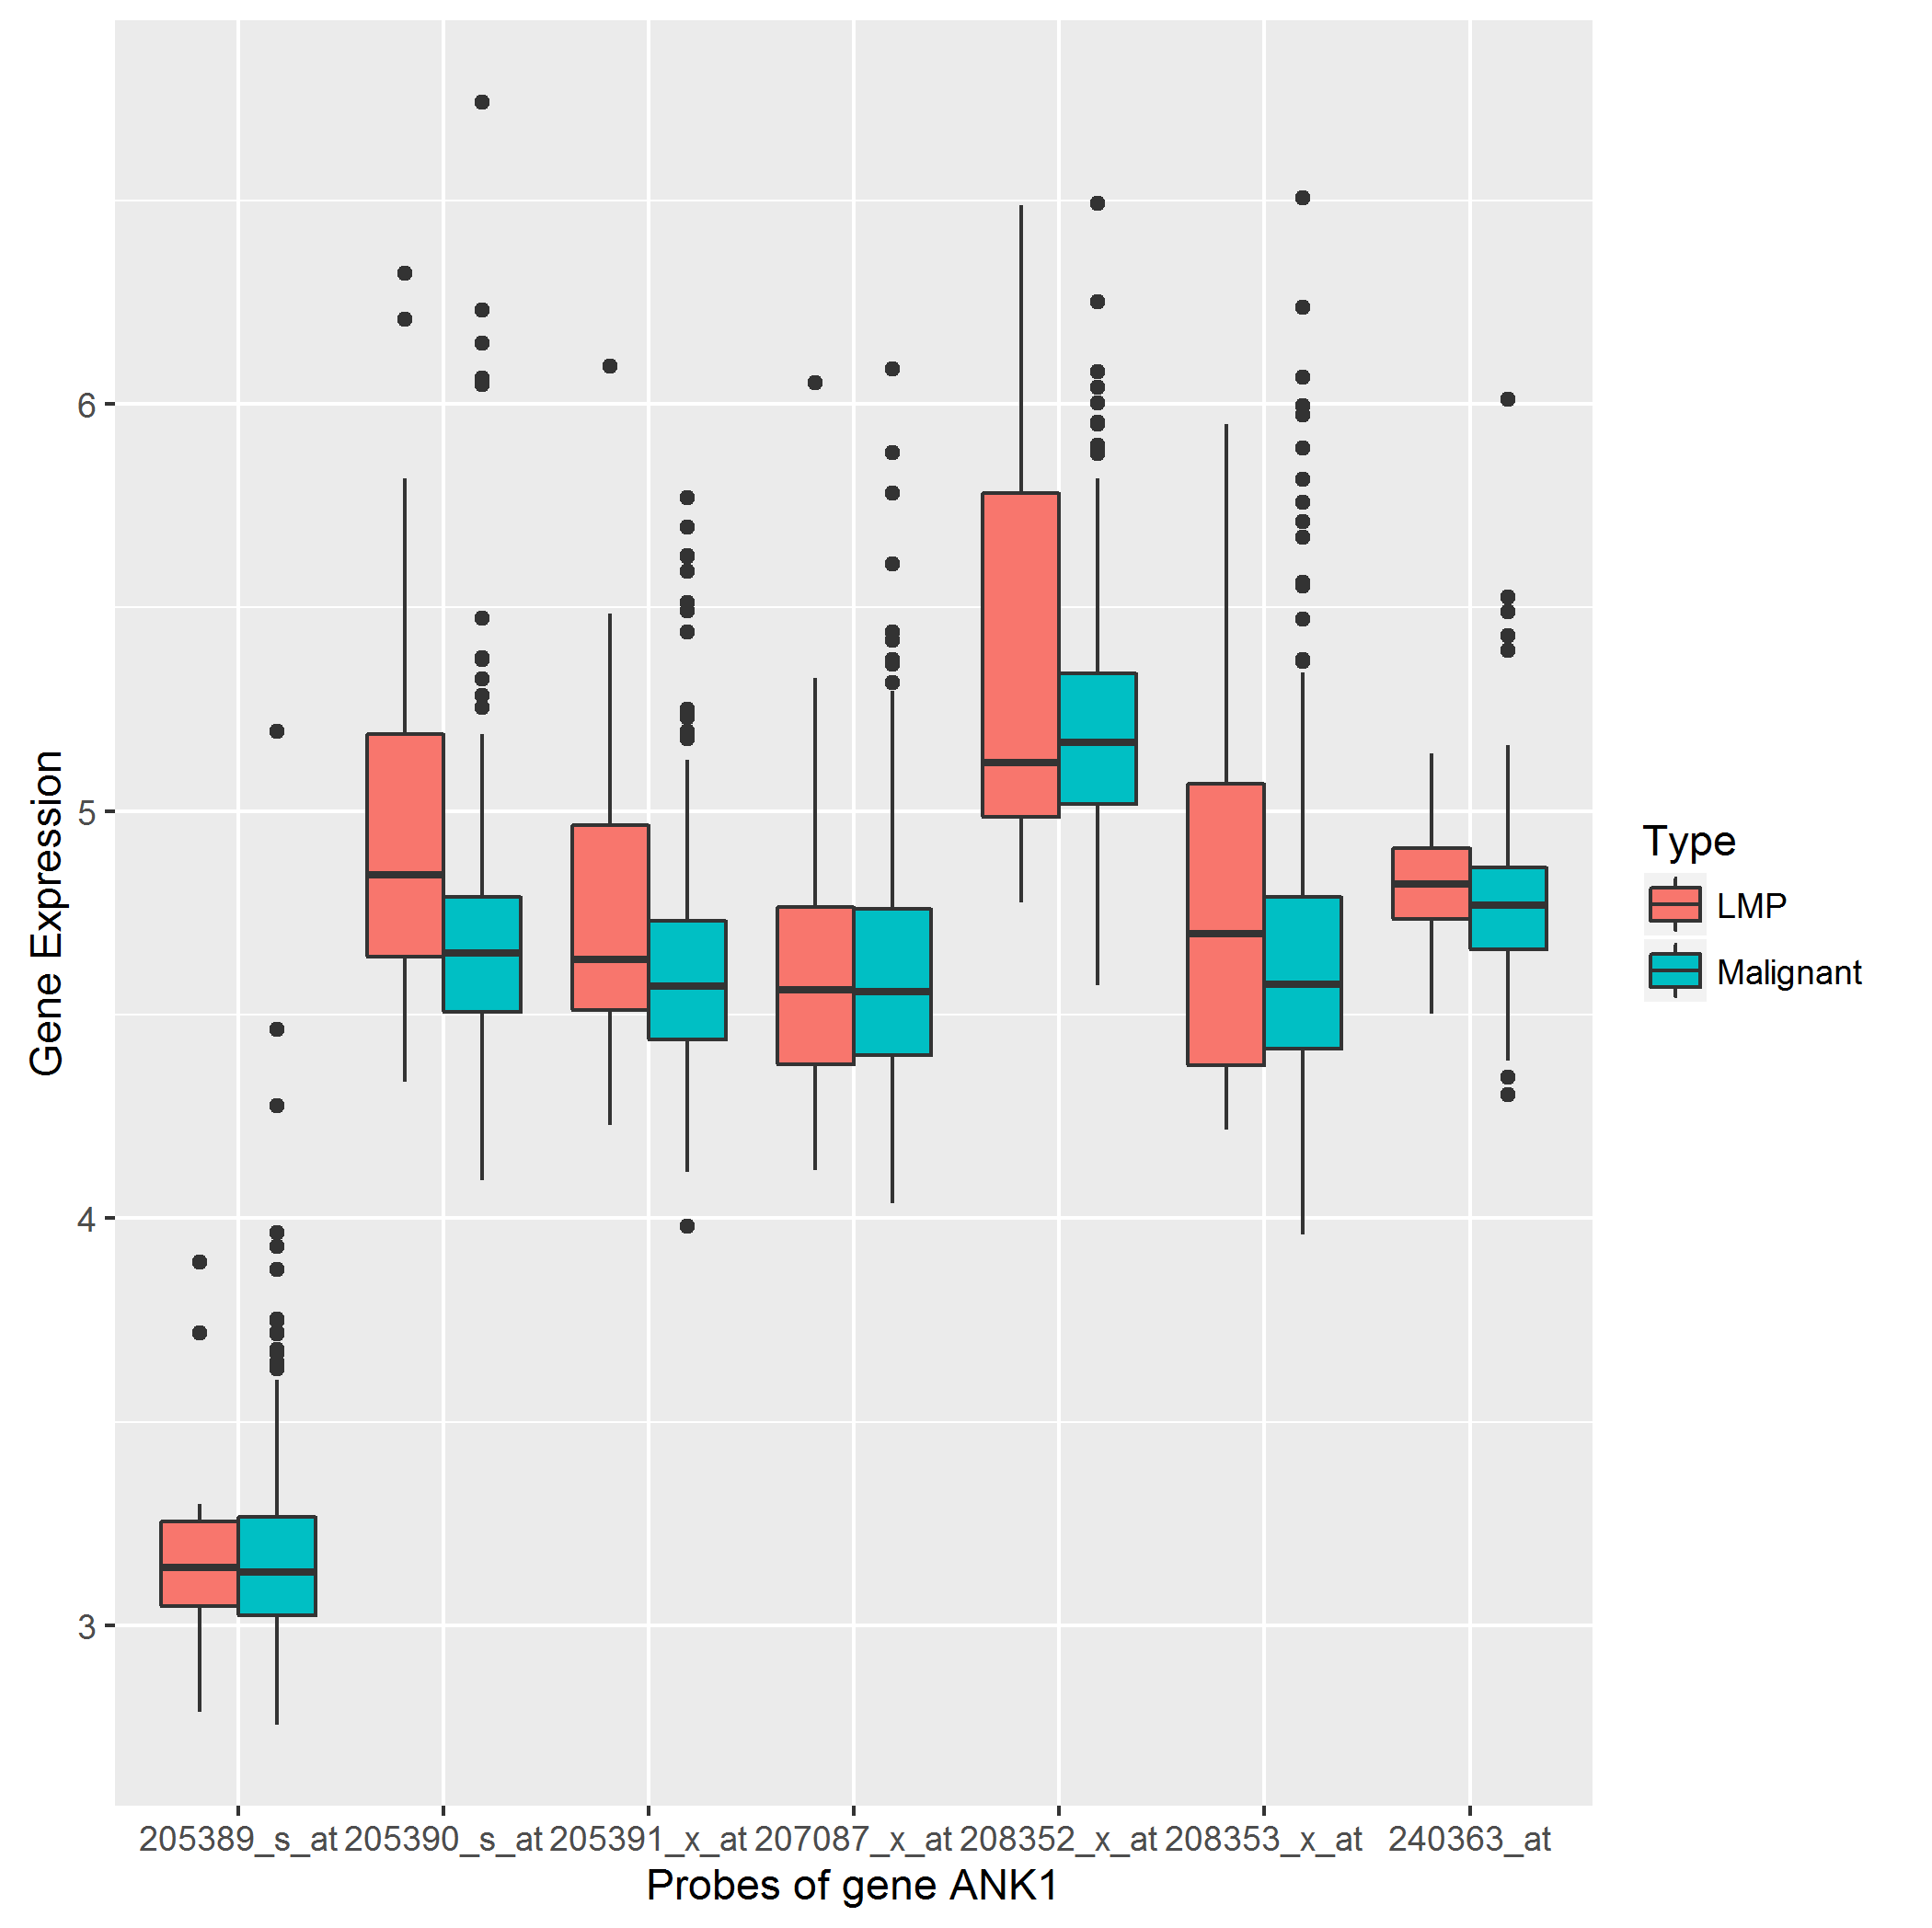 6
5
4
3
Gene Expression
205389_s_at 205390_s_at 205391_x_at 207087_x_at 208352_x_at 208353_x_at 240363_at
Probes of gene ANK1
Type
LMP
Malignant